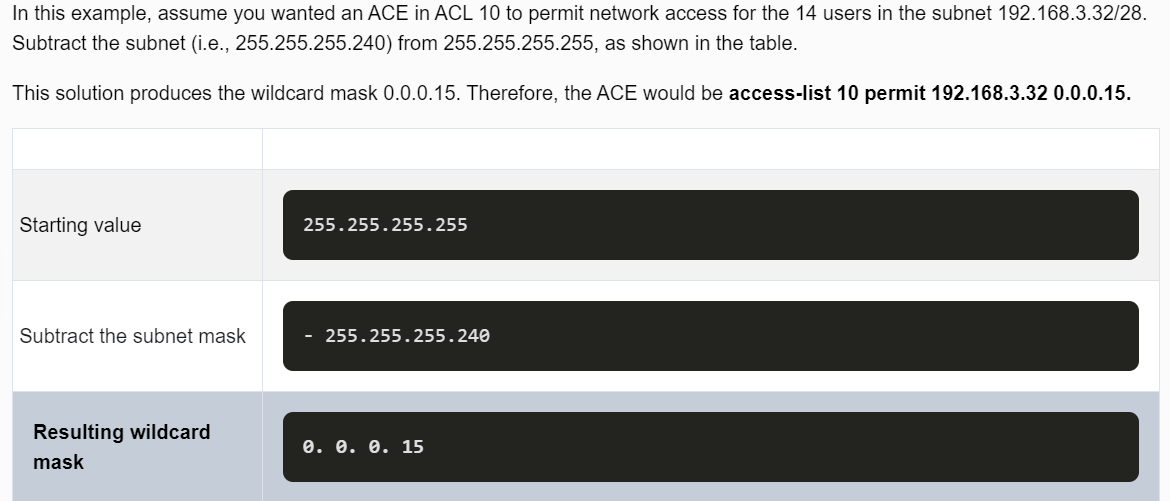 In this example, assume you wanted an ACE in ACL 10 to permit network access for the 14 users in the subnet 192.168.3.32/28.
Subtract the subnet (i.e., 255.255.255.240) from 255.255.255.255, as shown in the table.
This solution produces the wildcard mask 0.0.0.15. Therefore, the ACE would be access-list 10 permit 192.168.3.32 0.0.0.15.
Starting value
255.255.255.255
Subtract the subnet mask
- 255.255.255.240
Resulting wildcard
mask
0. 0. 0. 15